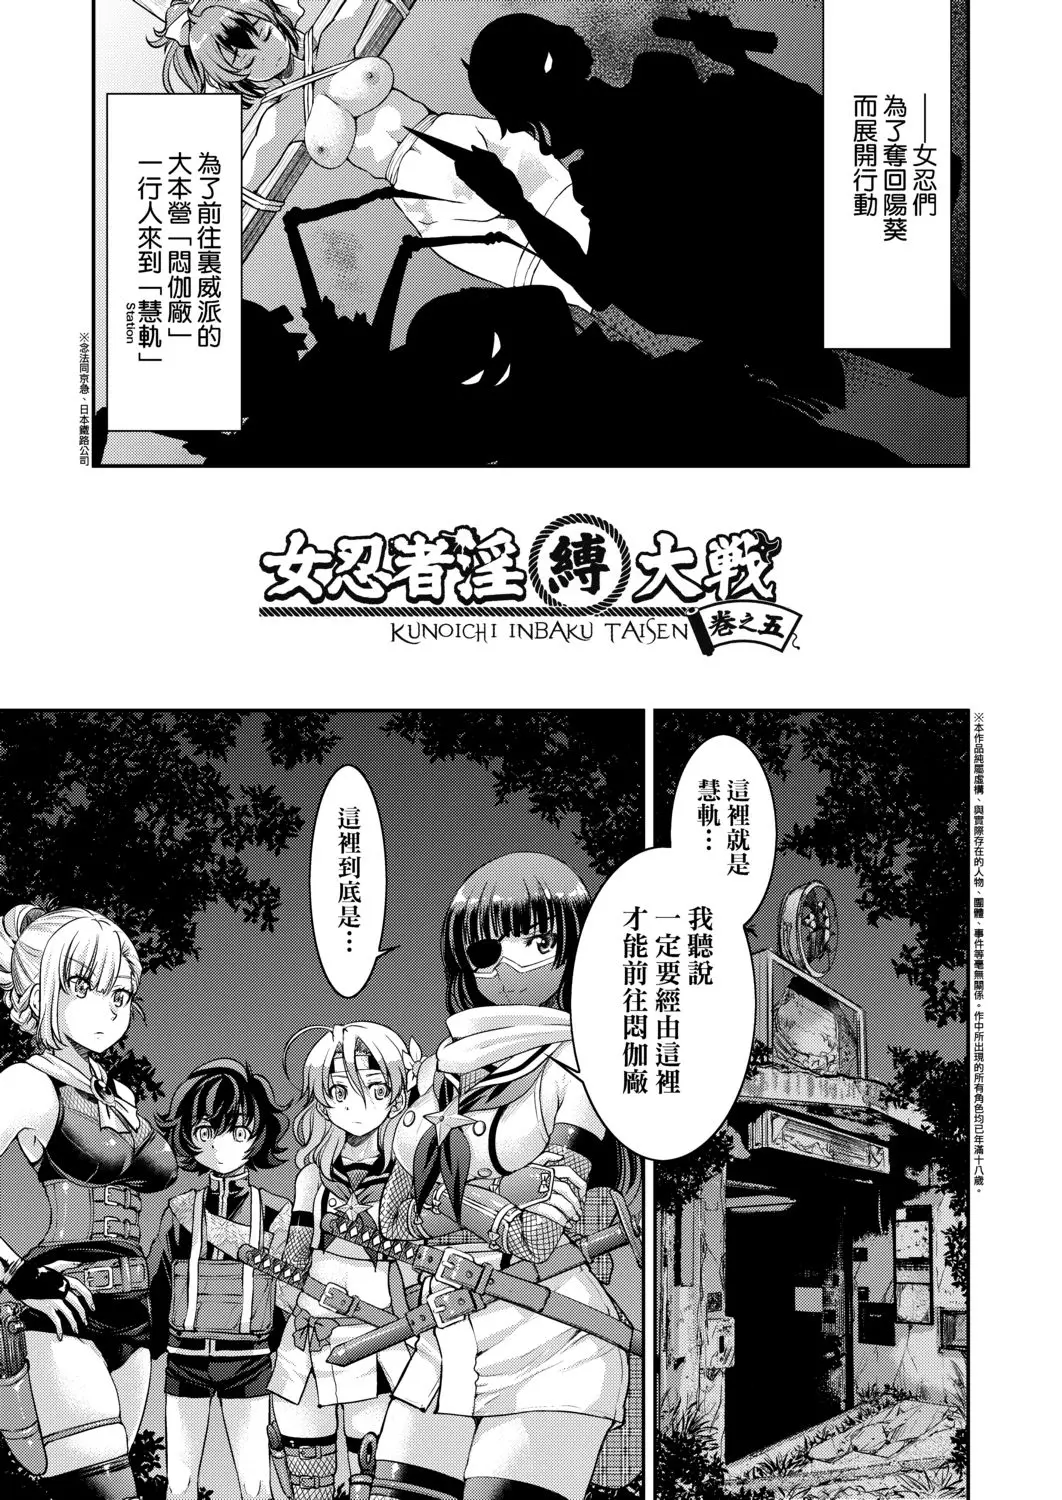 ──女忍們
為了奪回陽葵
而展開行動
為了前往裏威派的
大本營「悶伽廠」
一行人來到「慧軌」
Station
※念法同京急、日本鐵路公司
女忍者淫縛大戦
KUNOICHI INBAKU TAISEN
巻之五
※本作品純屬虛構、與實際存在的人物、團體、事件等毫無關係。作中所出現的所有角色均已年滿十八歲。
這裡就是
慧軌…
我聽說
一定要經由這裡
才能前往悶伽廠
這裡到底是…